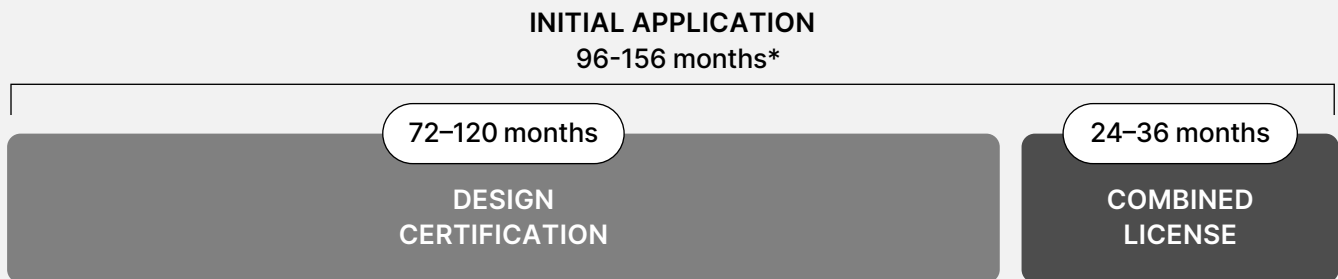 INITIAL APPLICATION
96-156 months*
72–120 months
DESIGN
CERTIFICATION
24–36 months
COMBINED
LICENSE